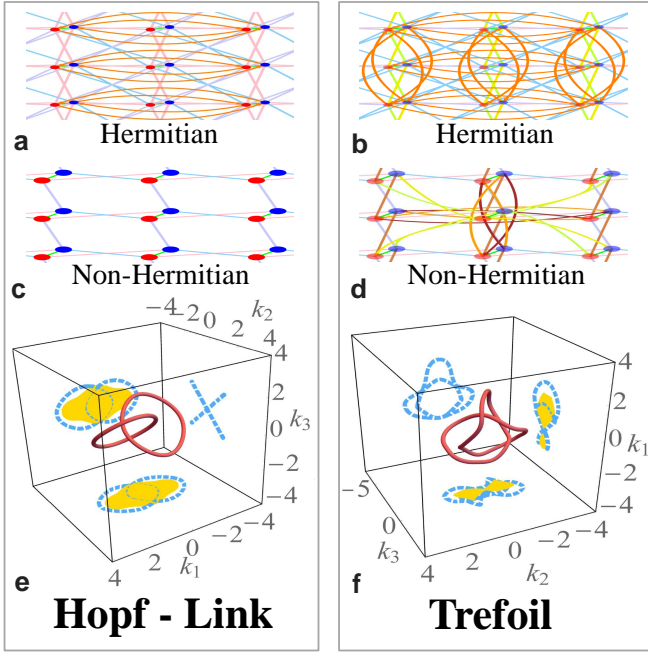 a
Hermitian
Non-Hermitian
c
−4
−2
0
2
4
k2
4
2
0
−2
−4
k3
4
2
0
−2
−4
k1
e
Hopf - Link
b
Hermitian
Non-Hermitian
d
4
2
0
−2
−4
k1
−5
0
k3
4
2
0
−2
−4
k2
f
Trefoil